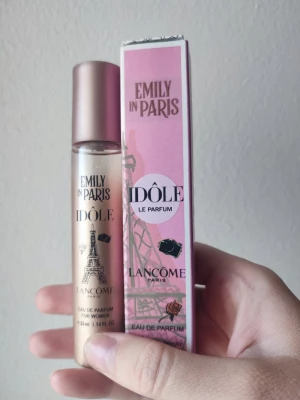 EMILY
IN PARIS
IDÔLE
LANCÔME
PARIS
EAU DE PARFUM
FOR WOMEN
EMILY
IN PARIS
IDÔLE
LE PARFUM
LANCÔME
PARIS
EAU DE PARFUM